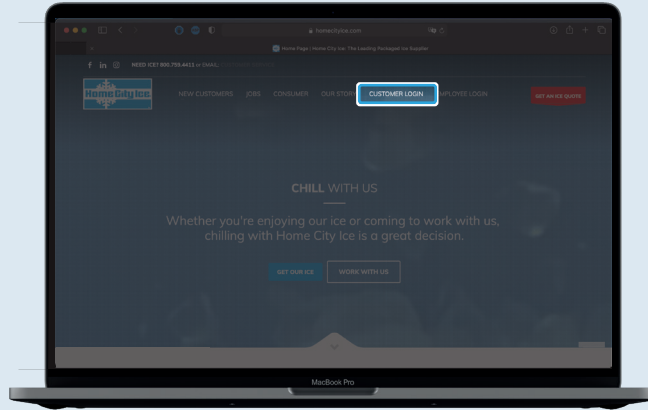 homecityice.com
Home Page : Home City Ice: The Leading Packaged Ice Supplier
NEED ICE? 800.759.4411 or EMAIL:
Home City Ice
NEW CUSTOMERS JOBS CONSUMER OUR STORY CUSTOMER LOGIN MPLOYEE LOGIN
GET AN ICE QUOTE
CHILL WITH US
Whether you're enjoying our ice or coming to work with us,
chilling with Home City Ice is a great decision.
GET OUR ICE WORK WITH US
MacBook Pro